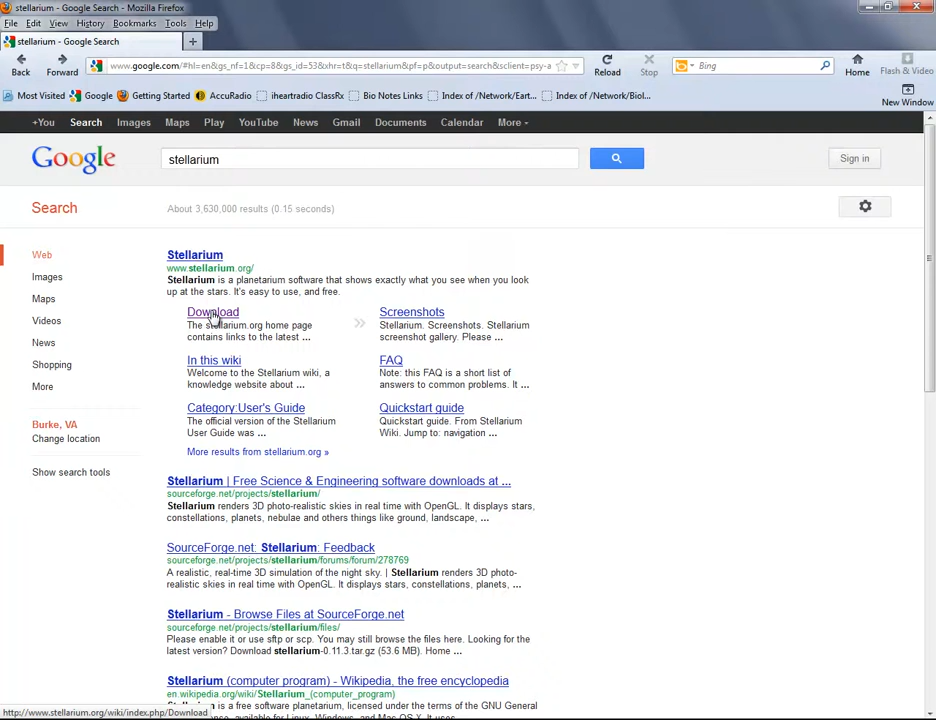 stellarium - Google Search - Mozilla Firefox
File Edit View History Bookmarks Tools Help
stellarium - Google Search
Back Forward www.google.com/#hl=en&gs_nf=1&cp=8&gs_id=53&xhr=t&q=stellarium&pf=p&output=search&sclient=psy-a Reload Stop Bing Home Flash & Video
Most Visited Google Getting Started AccuRadio iheartradio ClassRx Bio Notes Links Index of /Network/Eart... Index of /Network/Biol... New Window
+You Search Images Maps Play YouTube News Gmail Documents Calendar More
Google stellarium Sign in
Search About 3,630,000 results (0.15 seconds)
Web
Images
Maps
Videos
News
Shopping
More
Burke, VA
Change location
Show search tools
Stellarium
www.stellarium.org/
Stellarium is a planetarium software that shows exactly what you see when you look
up at the stars. It's easy to use, and free.
Download
The stellarium.org home page
contains links to the latest ...
Screenshots
Stellarium. Screenshots. Stellarium
screenshot gallery. Please ...
In this wiki
Welcome to the Stellarium wiki, a
knowledge website about ...
FAQ
Note: this FAQ is a short list of
answers to common problems. It ...
Category:User's Guide
The official version of the Stellarium
User Guide was ...
Quickstart guide
Quickstart guide. From Stellarium
Wiki. Jump to: navigation ...
More results from stellarium.org »
Stellarium | Free Science & Engineering software downloads at ...
sourceforge.net/projects/stellarium/
Stellarium renders 3D photo-realistic skies in real time with OpenGL. It displays stars,
constellations, planets, nebulae and others things like ground, landscape, ...
SourceForge.net: Stellarium: Feedback
sourceforge.net/projects/stellarium/forums/forum/278769
A realistic, real-time 3D simulation of the night sky. | Stellarium renders 3D photo-
realistic skies in real time with OpenGL. It displays stars, constellations, planets, ...
Stellarium - Browse Files at SourceForge.net
sourceforge.net/projects/stellarium/files/
Please enable it or use sftp or scp. You may still browse the files here. Looking for the
latest version? Download stellarium-0.11.3.tar.gz (53.6 MB). Home ...
Stellarium (computer program) - Wikipedia, the free encyclopedia
en.wikipedia.org/wiki/Stellarium_(computer_program)
Stellarium is a free software planetarium, licensed under the terms of the GNU General
http://www.stellarium.org/wiki/index.php/Download